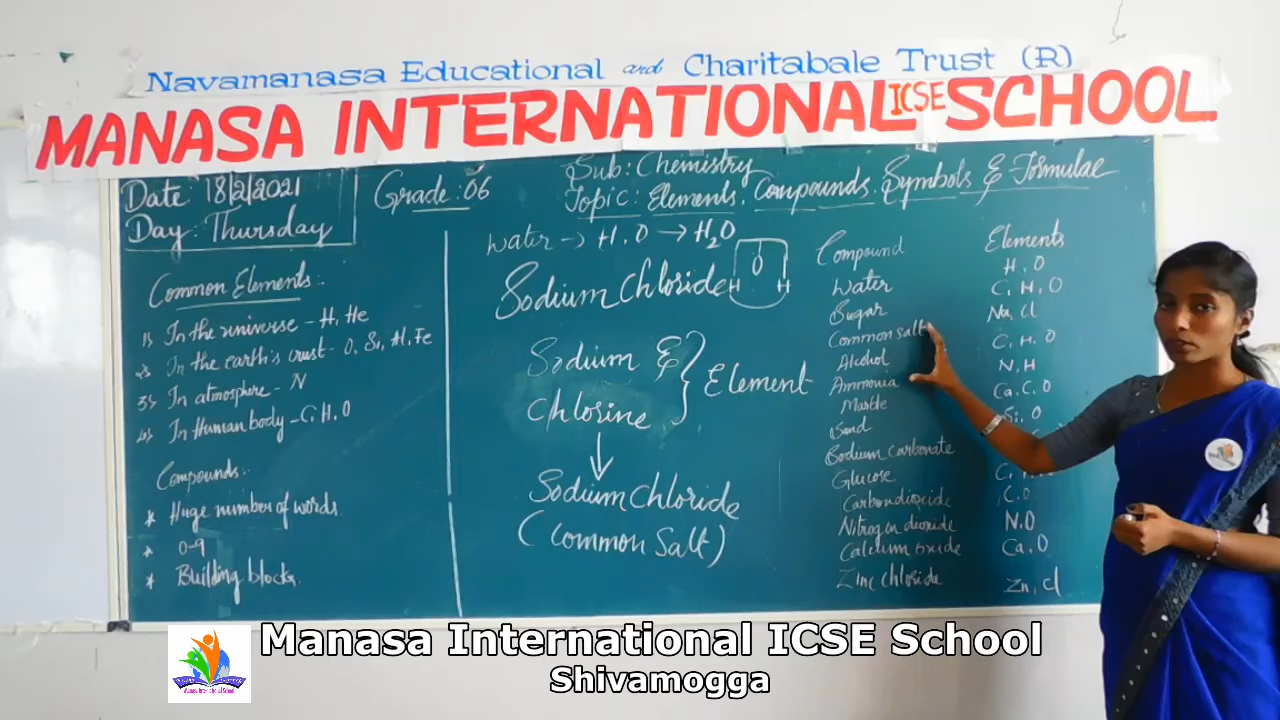 Navamanasa Educational and Charitabale Trust (R)
MANASA INTERNATIONAL ICSE SCHOOL
Date: 18/2/2021
Day: Thursday
Grade: 06
Sub: Chemistry
Topic: Elements, Compounds, Symbols & Formulae
Common Elements:
1) In the universe - H, He
2) In the earth's crust - O, Si, Al, Fe
3) In atmosphere - N
4) In Human body - C, H, O
Compounds:
* Huge number of words
* 0-9
* Building blocks
water → H, O → H₂O
O
H H
Sodium Chloride
Sodium &
Chlorine
} Element
↓
Sodium Chloride
(Common Salt)
Compound Elements
Water H, O
Sugar C, H, O
Common salt Na, Cl
Alcohol C, H, O
Ammonia N, H
Marble Ca, C, O
Sand Si, O
Sodium carbonate
Glucose
Carbondioxide C, O
Nitrogen dioxide N, O
Calcium oxide Ca, O
Zinc chloride Zn, Cl
Manasa International ICSE School
Shivamogga